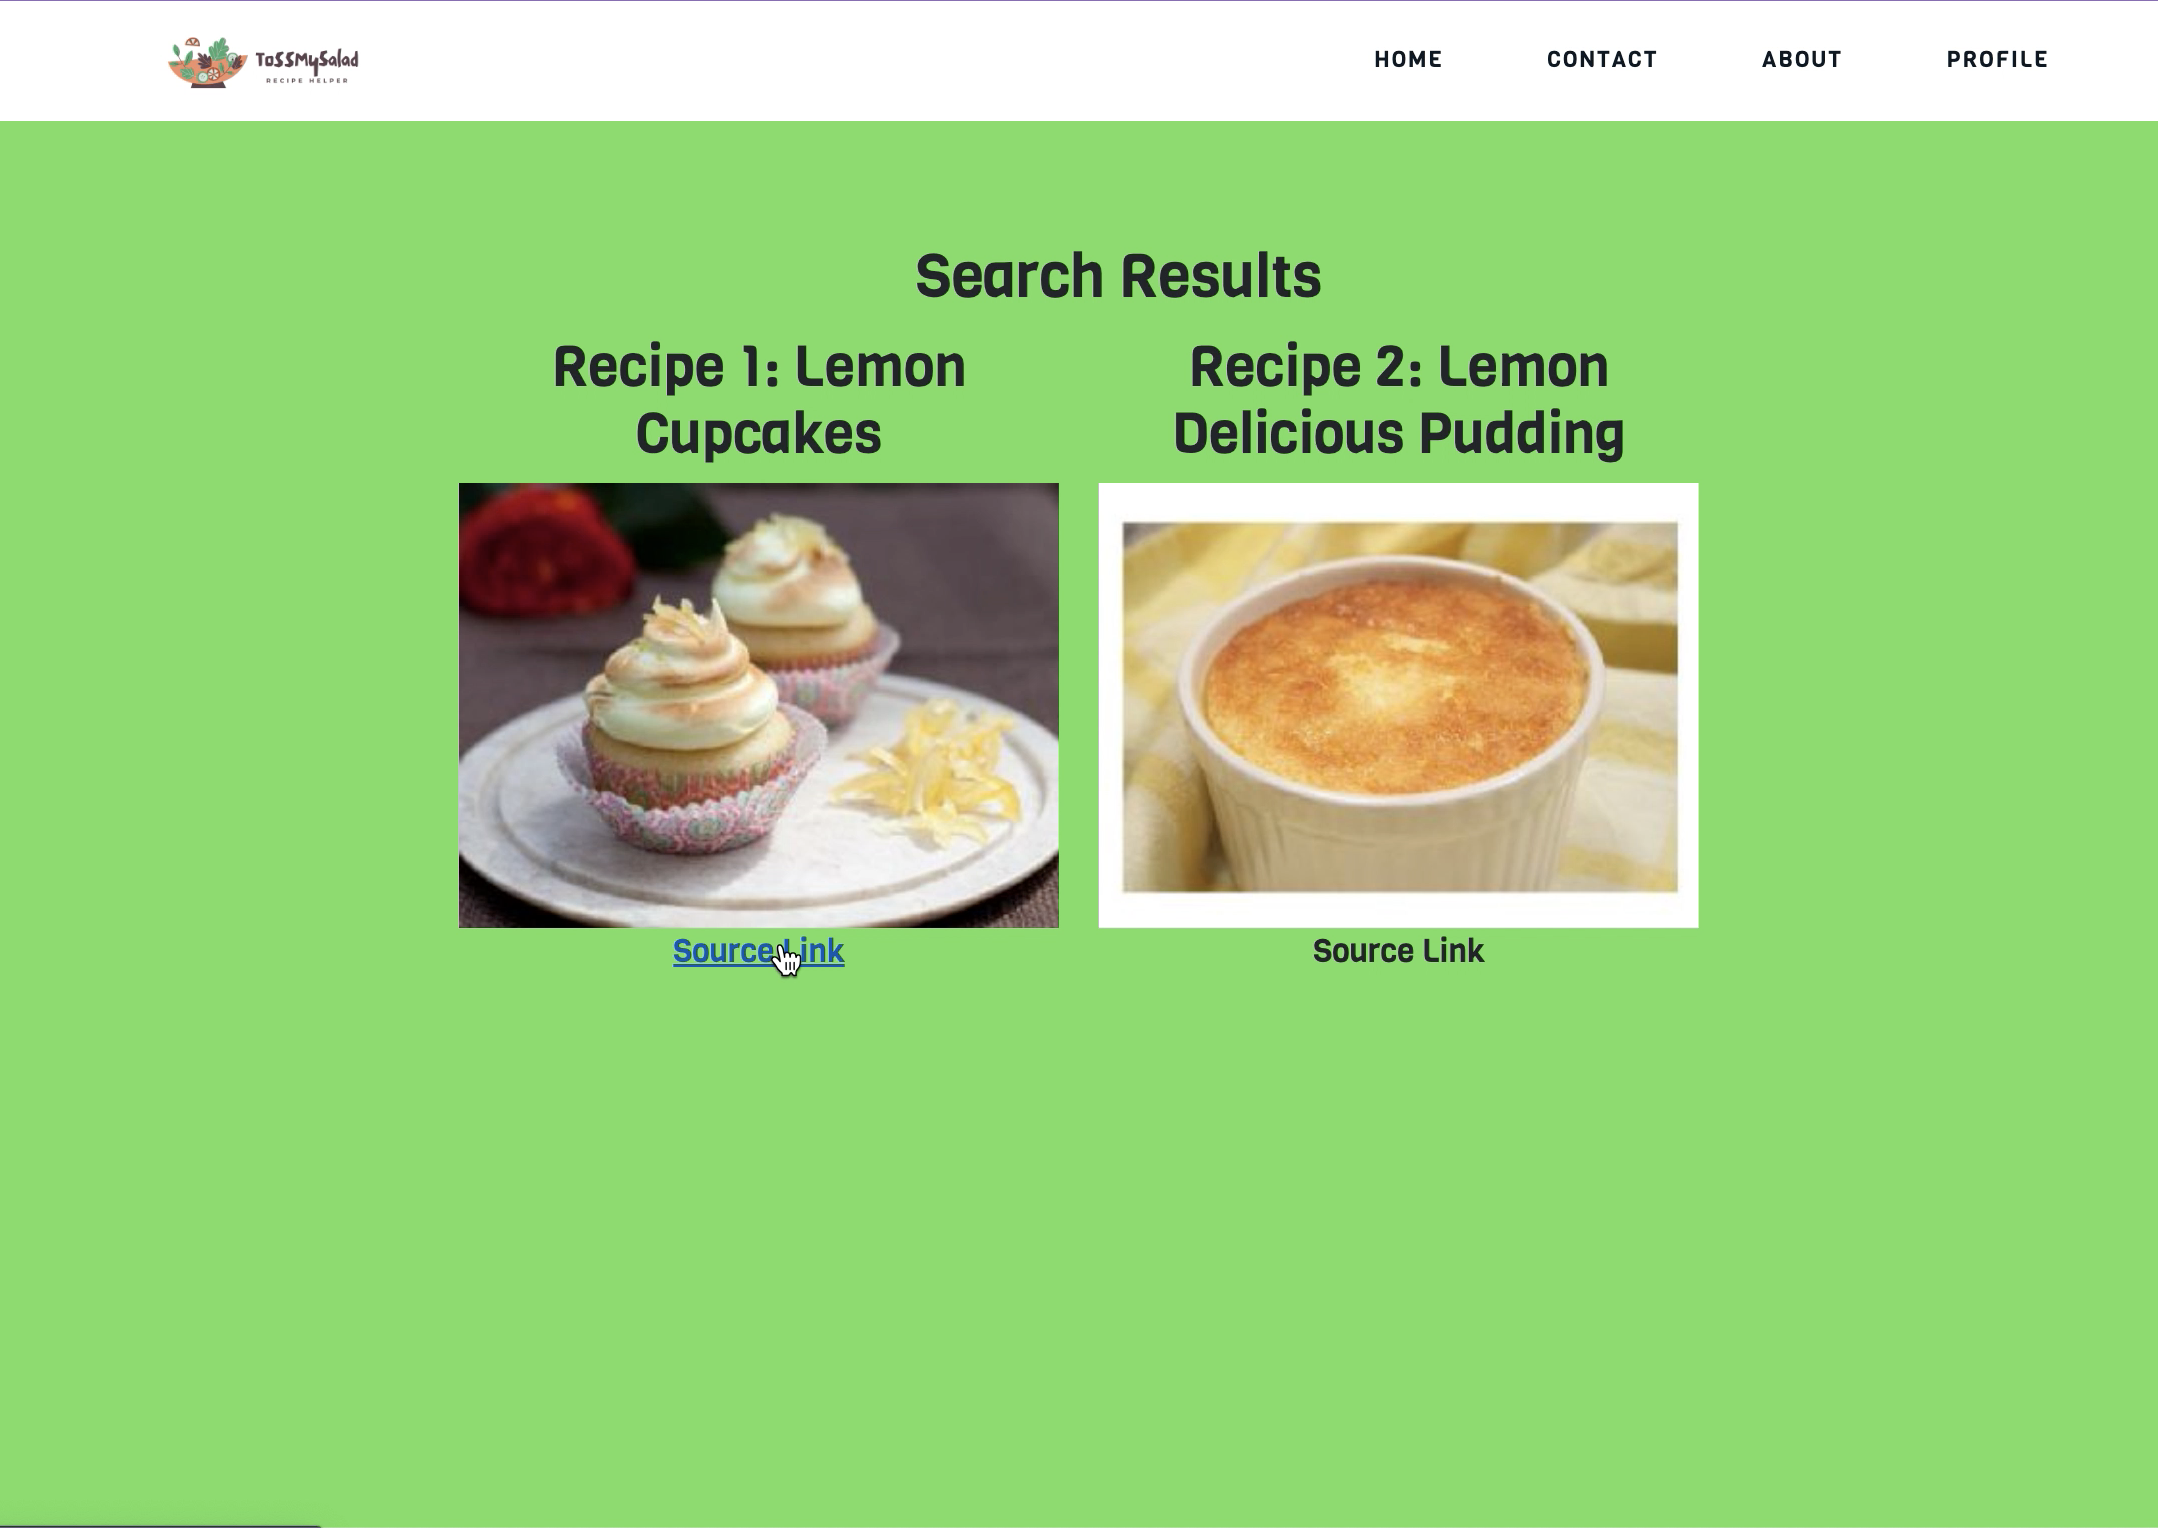 TossMySalad
RECIPE HELPER
HOME CONTACT ABOUT PROFILE
Search Results
Recipe 1: Lemon
Cupcakes
Recipe 2: Lemon
Delicious Pudding
Source Link
Source Link